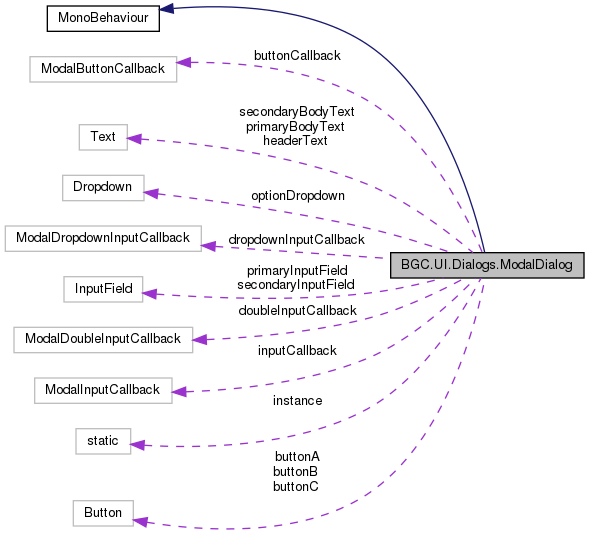 MonoBehaviour
buttonCallback
ModalButtonCallback
secondaryBodyText
primaryBodyText
headerText
Text
Dropdown
optionDropdown
ModalDropdownInputCallback
dropdownInputCallback
BGC.UI.Dialogs.ModalDialog
primaryInputField
secondaryInputField
InputField
doubleInputCallback
ModalDoubleInputCallback
inputCallback
ModalInputCallback
instance
static
buttonA
buttonB
buttonC
Button